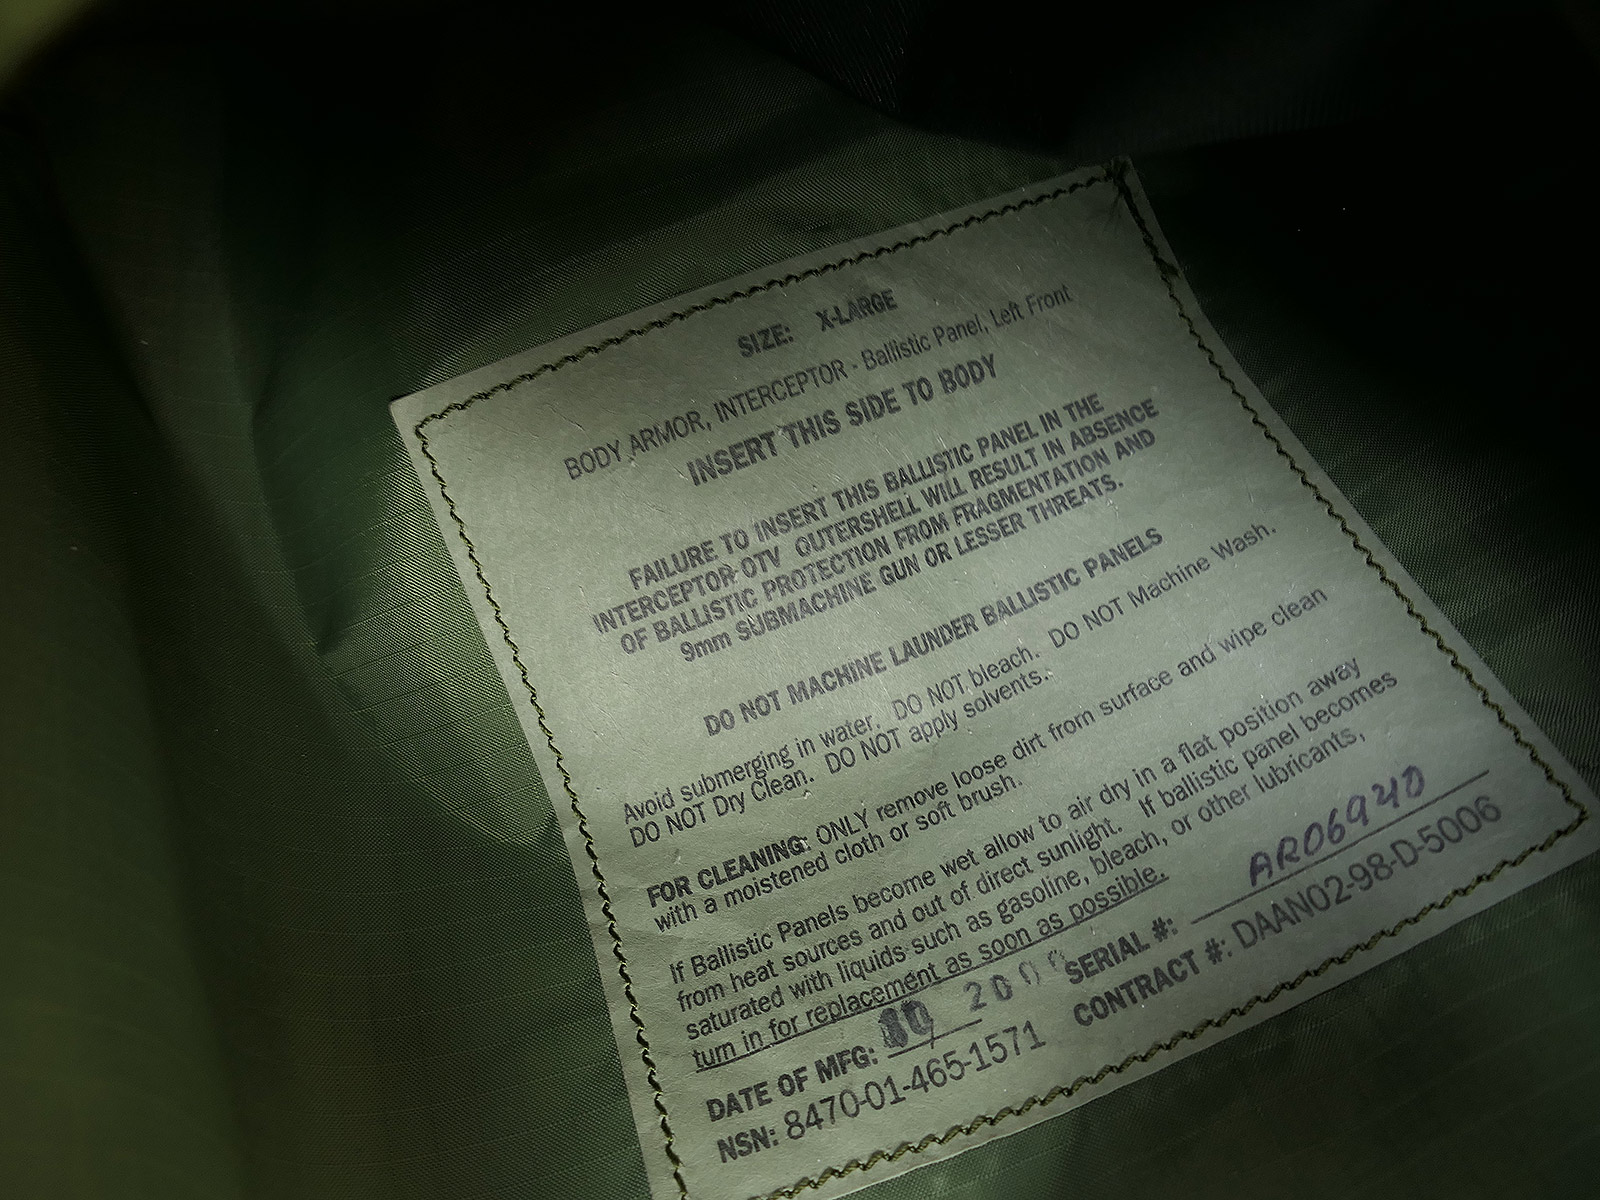 SIZE: X-LARGE
BODY ARMOR, INTERCEPTOR - Ballistic Panel, Left Front
INSERT THIS SIDE TO BODY
FAILURE TO INSERT THIS BALLISTIC PANEL IN THE
INTERCEPTOR OTV OUTERSHELL WILL RESULT IN ABSENCE
OF BALLISTIC PROTECTION FROM FRAGMENTATION AND
9mm SUBMACHINE GUN OR LESSER THREATS.
DO NOT MACHINE LAUNDER BALLISTIC PANELS
Avoid submerging in water. DO NOT bleach. DO NOT Machine Wash.
DO NOT Dry Clean. DO NOT apply solvents.
FOR CLEANING: ONLY remove loose dirt from surface and wipe clean
with a moistened cloth or soft brush.
If Ballistic Panels become wet allow to air dry in a flat position away
from heat sources and out of direct sunlight. If ballistic panel becomes
saturated with liquids such as gasoline, bleach, or other lubricants,
turn in for replacement as soon as possible.
DATE OF MFG: SERIAL #: AR06940
NSN: 8470-01-465-1571 CONTRACT #: DAAN02-98-D-5006